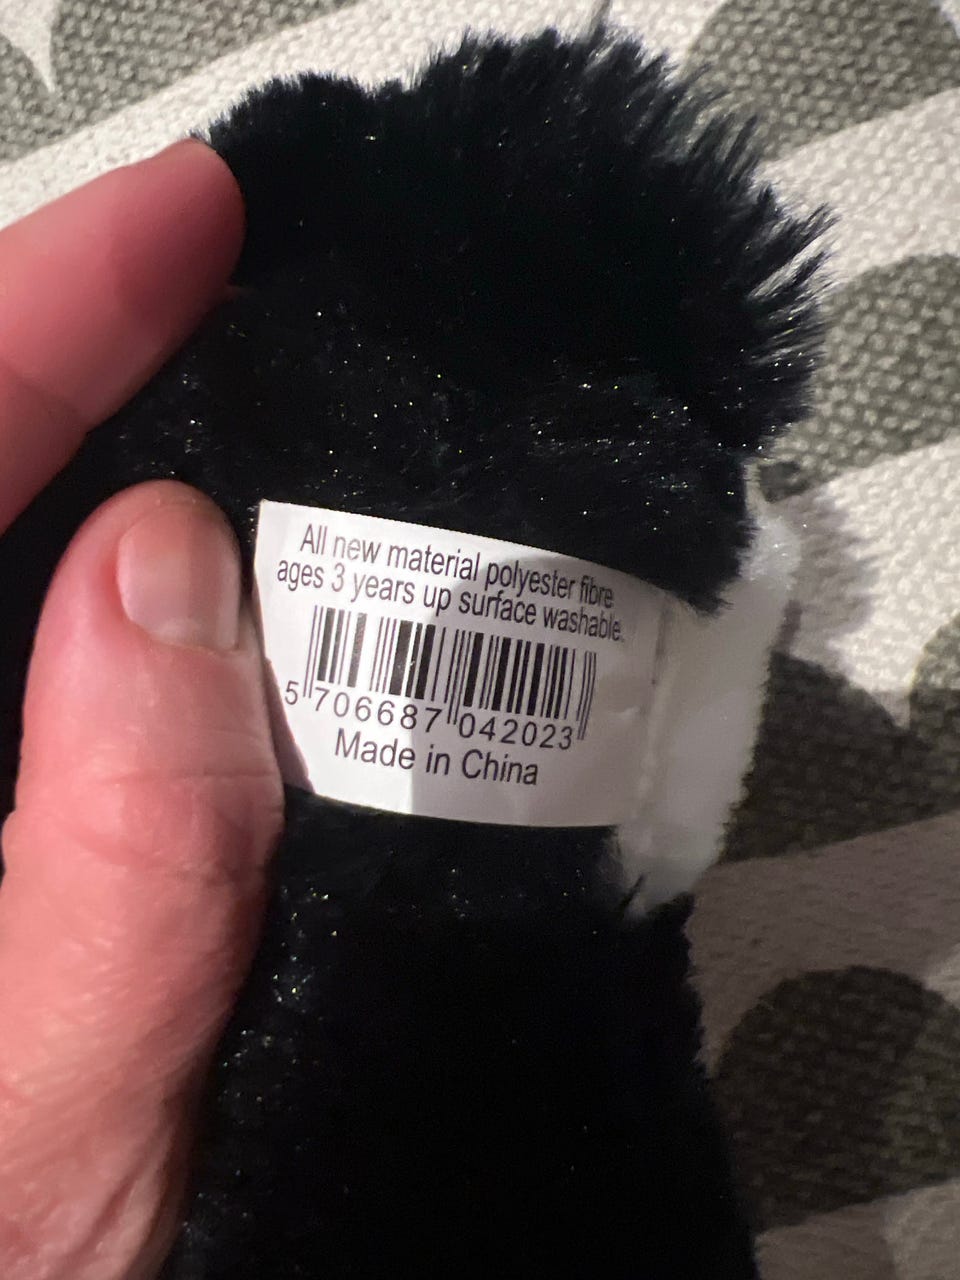 All new material polyester fibre
ages 3 years up surface washable.
5 706687 042023
Made in China